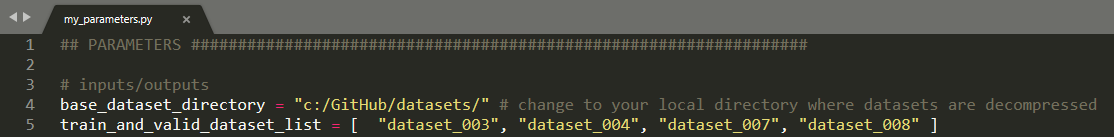 my_parameters.py ×
1 ## PARAMETERS ##################################################################
2
3 # inputs/outputs
4 base_dataset_directory = "c:/GitHub/datasets/" # change to your local directory where datasets are decompressed
5 train_and_valid_dataset_list = [  "dataset_003", "dataset_004", "dataset_007", "dataset_008" ]